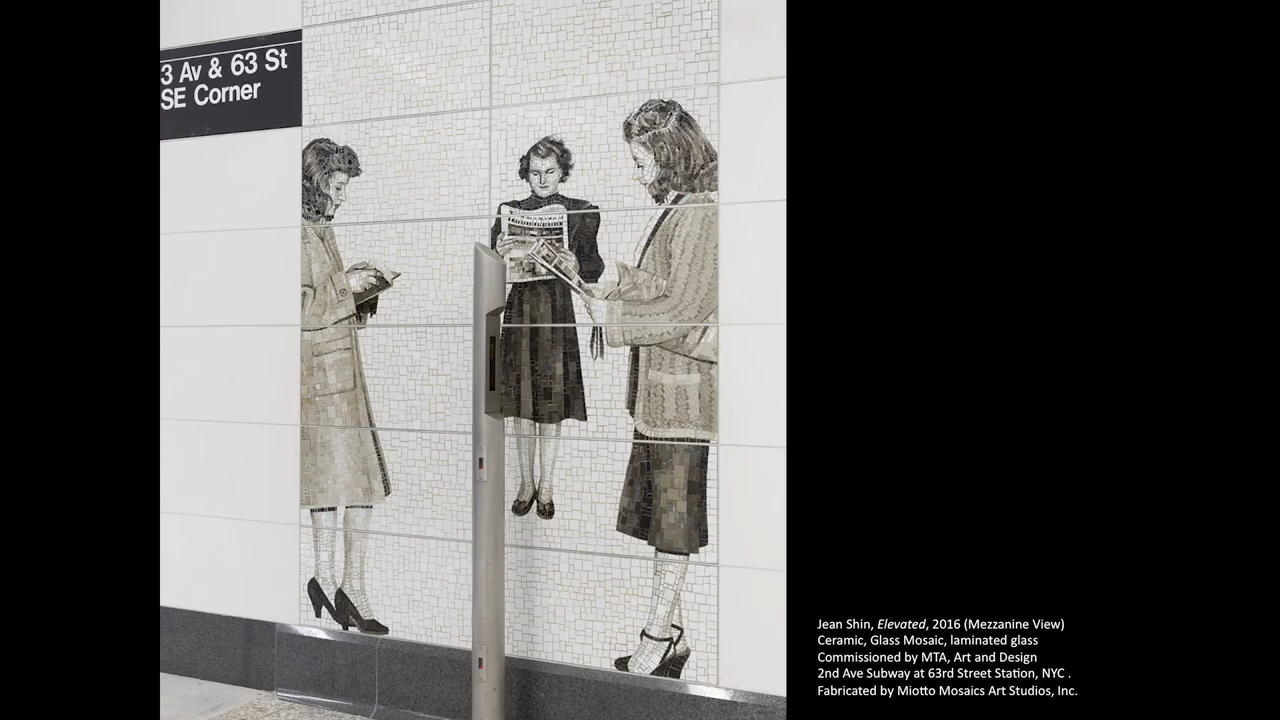 3 Av & 63 St
SE Corner
Jean Shin, Elevated, 2016 (Mezzanine View)
Ceramic, Glass Mosaic, laminated glass
Commissioned by MTA, Art and Design
2nd Ave Subway at 63rd Street Station, NYC .
Fabricated by Miotto Mosaics Art Studios, Inc.